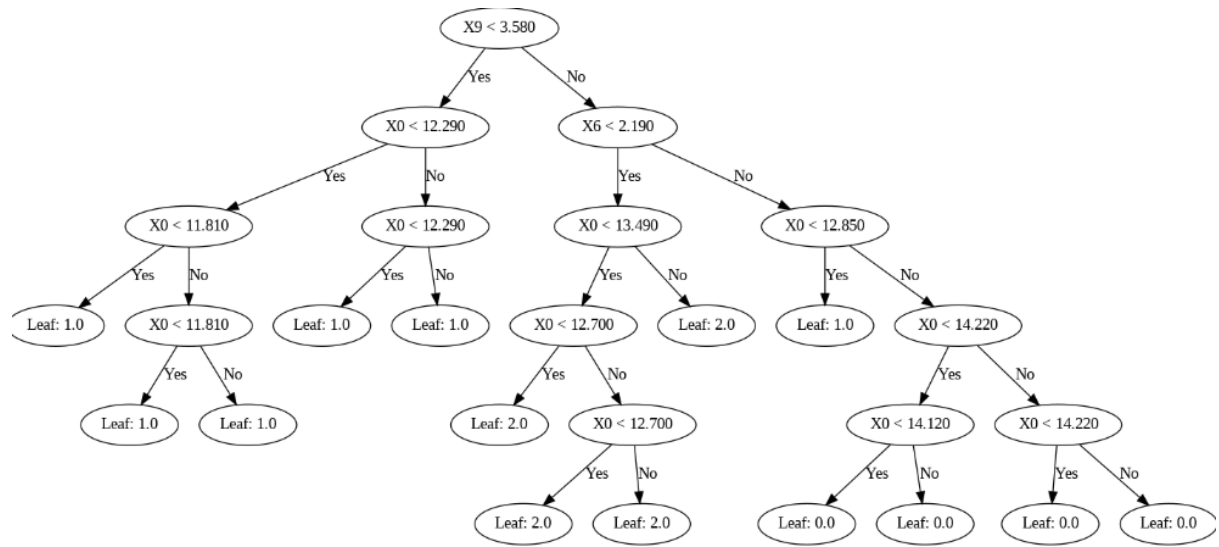 X9 < 3.580
Yes
No
X0 < 12.290
X6 < 2.190
Yes
No
Yes
No
X0 < 11.810
X0 < 12.290
X0 < 13.490
X0 < 12.850
Yes
No
Yes
No
Yes
No
Yes
No
Leaf: 1.0
X0 < 11.810
Leaf: 1.0
Leaf: 1.0
X0 < 12.700
Leaf: 2.0
Leaf: 1.0
X0 < 14.220
Yes
No
Yes
No
Yes
No
Leaf: 1.0
Leaf: 1.0
Leaf: 2.0
X0 < 12.700
X0 < 14.120
X0 < 14.220
Yes
No
Yes
No
Yes
No
Leaf: 2.0
Leaf: 2.0
Leaf: 0.0
Leaf: 0.0
Leaf: 0.0
Leaf: 0.0